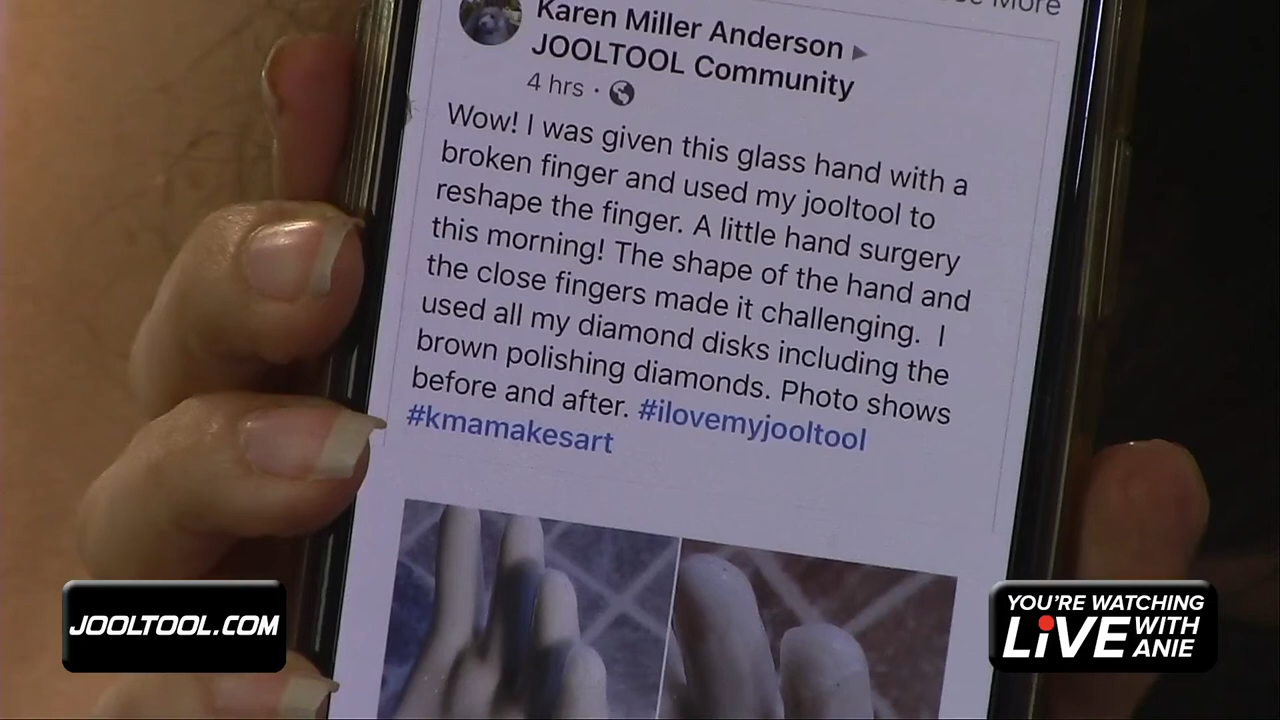 Karen Miller Anderson ▸
JOOLTOOL Community
4 hrs ·
Wow! I was given this glass hand with a
broken finger and used my jooltool to
reshape the finger. A little hand surgery
this morning! The shape of the hand and
the close fingers made it challenging. I
used all my diamond disks including the
brown polishing diamonds. Photo shows
before and after. #ilovemyjooltool
#kmamakesart
JOOLTOOL.COM
YOU'RE WATCHING
LiVE WITH
ANIE